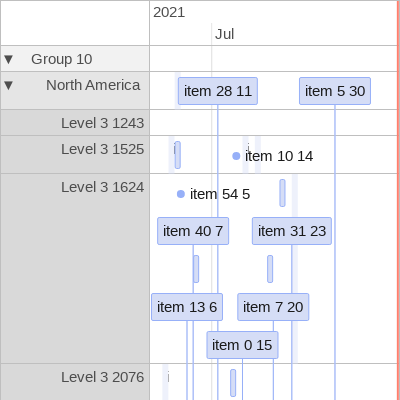 2021
Jul
▼ Group 10
▼ North America
item 28 11
item 5 30
Level 3 1243
Level 3 1525
item 10 14
Level 3 1624
item 54 5
item 40 7
item 31 23
item 13 6
item 7 20
item 0 15
Level 3 2076
i